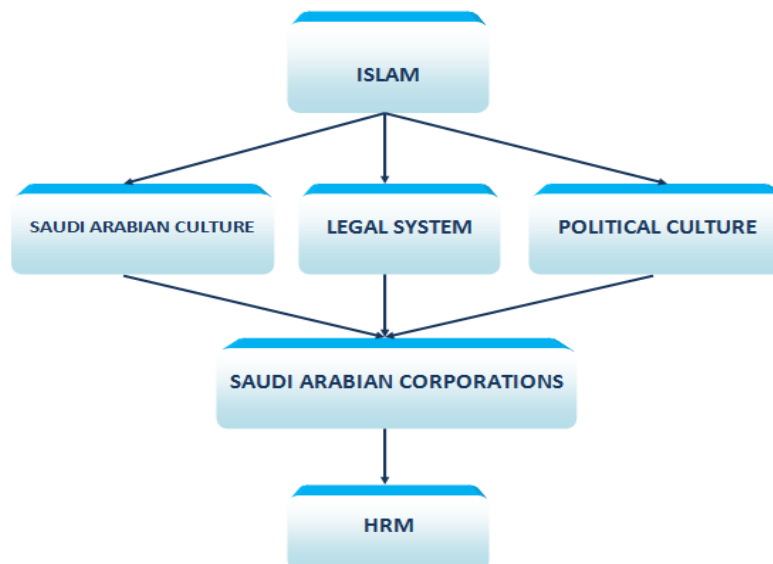 ISLAM
SAUDI ARABIAN CULTURE
LEGAL SYSTEM
POLITICAL CULTURE
SAUDI ARABIAN CORPORATIONS
HRM